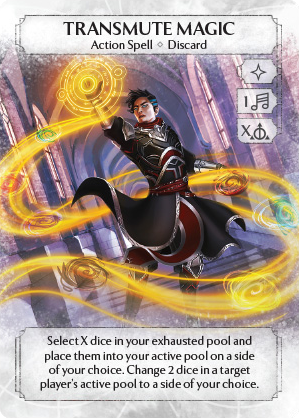 TRANSMUTE MAGIC
Action Spell ⟡ Discard
1
X
Select X dice in your exhausted pool and
place them into your active pool on a side
of your choice. Change 2 dice in a target
player's active pool to a side of your choice.